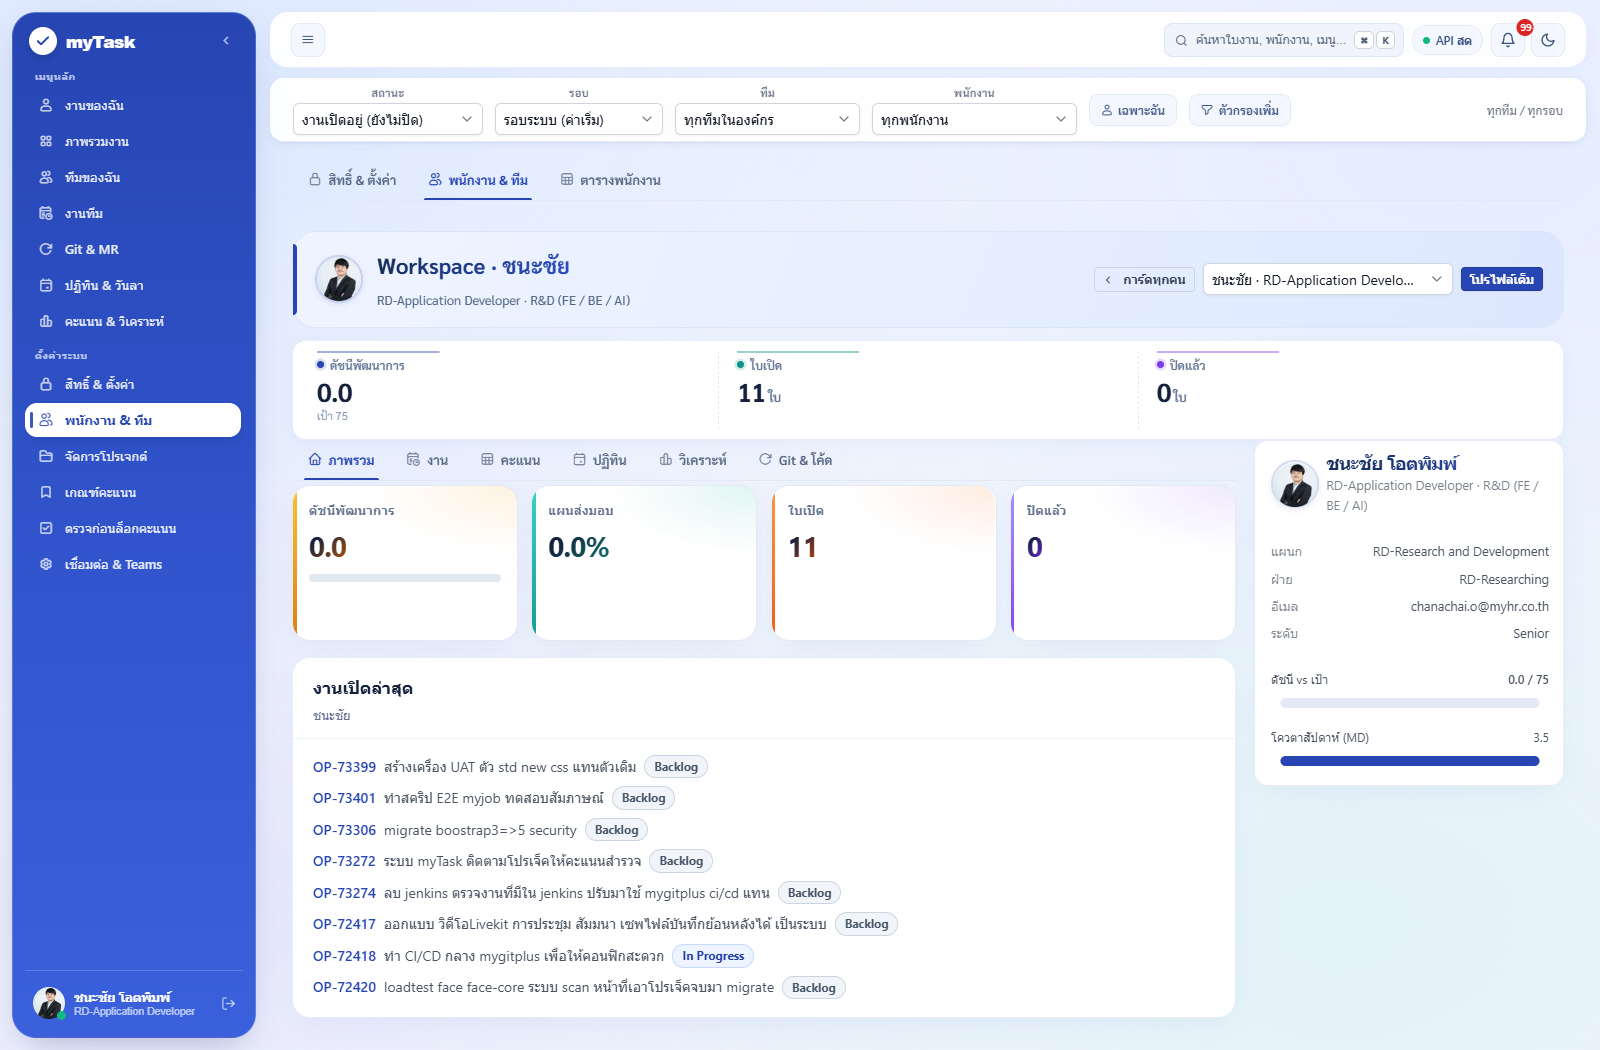 myTask
เมนูหลัก
งานของฉัน
ภาพรวมงาน
ทีมของฉัน
งานทีม
Git & MR
ปฏิทิน & วันลา
คะแนน & วิเคราะห์
ตั้งค่าระบบ
สิทธิ์ & ตั้งค่า
พนักงาน & ทีม
จัดการโปรเจกต์
เกณฑ์คะแนน
ตรวจก่อนล็อกคะแนน
เชื่อมต่อ & Teams
ชนะชัย โอตพิมพ์
RD-Application Developer
ค้นหาใบงาน, พนักงาน, เมนู... ⌘ K
API สด
99
สถานะ
งานเปิดอยู่ (ยังไม่ปิด)
รอบ
รอบระบบ (ค่าเริ่ม)
ทีม
ทุกทีมในองค์กร
พนักงาน
ทุกพนักงาน
เฉพาะฉัน
ตัวกรองเพิ่ม
ทุกทีม / ทุกรอบ
สิทธิ์ & ตั้งค่า
พนักงาน & ทีม
ตารางพนักงาน
Workspace · ชนะชัย
RD-Application Developer · R&D (FE / BE / AI)
การ์ดทุกคน
ชนะชัย · RD-Application Develo...
โปรไฟล์เต็ม
ดัชนีพัฒนาการ
0.0
เป้า 75
ใบเปิด
11 ใบ
ปิดแล้ว
0 ใบ
ภาพรวม
งาน
คะแนน
ปฏิทิน
วิเคราะห์
Git & โค้ด
ดัชนีพัฒนาการ
0.0
แผนส่งมอบ
0.0%
ใบเปิด
11
ปิดแล้ว
0
งานเปิดล่าสุด
ชนะชัย
OP-73399 สร้างเครื่อง UAT ตัว std new css แทนตัวเดิม Backlog
OP-73401 ทำสคริป E2E myjob ทดสอบสัมภาษณ์ Backlog
OP-73306 migrate boostrap3=>5 security Backlog
OP-73272 ระบบ myTask ติดตามโปรเจ็คให้คะแนนสำรวจ Backlog
OP-73274 ลบ jenkins ตรวจงานที่มีใน jenkins ปรับมาใช้ mygitplus ci/cd แทน Backlog
OP-72417 ออกแบบ วิดีโอLivekit การประชุม สัมมนา เซพไฟล์บันทึกย้อนหลังได้ เป็นระบบ Backlog
OP-72418 ทำ CI/CD กลาง mygitplus เพื่อให้คอนฟิกสะดวก In Progress
OP-72420 loadtest face face-core ระบบ scan หน้าที่เอาโปรเจ็คจบมา migrate Backlog
ชนะชัย โอตพิมพ์
RD-Application Developer · R&D (FE /
BE / AI)
แผนก RD-Research and Development
ฝ่าย RD-Researching
อีเมล chanachai.o@myhr.co.th
ระดับ Senior
ดัชนี vs เป้า 0.0 / 75
โควตาสัปดาห์ (MD) 3.5